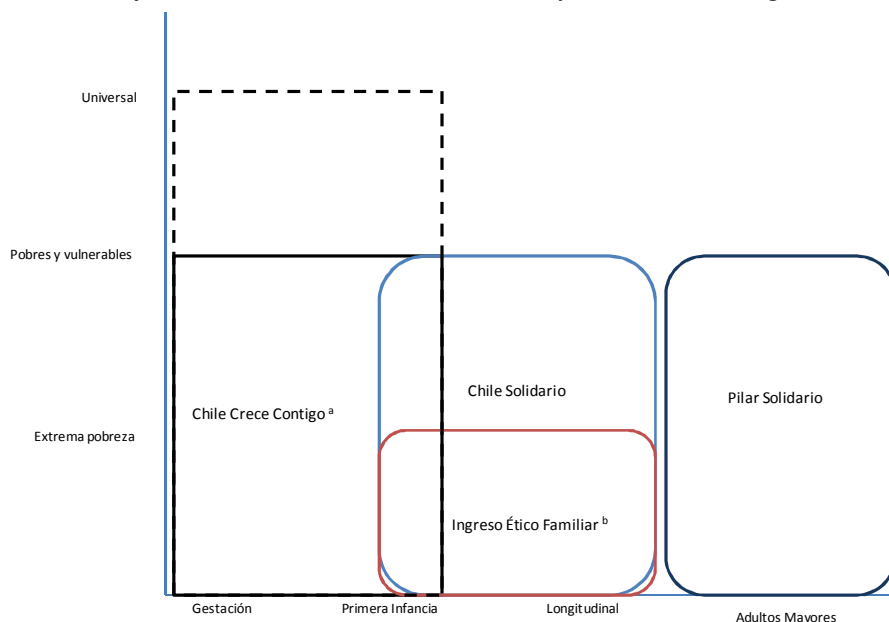 Universal
Pobres y vulnerables
Chile Solidario
Pilar Solidario
Chile Crece Contigo a
Extrema pobreza
Ingreso Ético Familiar b
Gestación
Primera Infancia
Longitudinal
Adultos Mayores